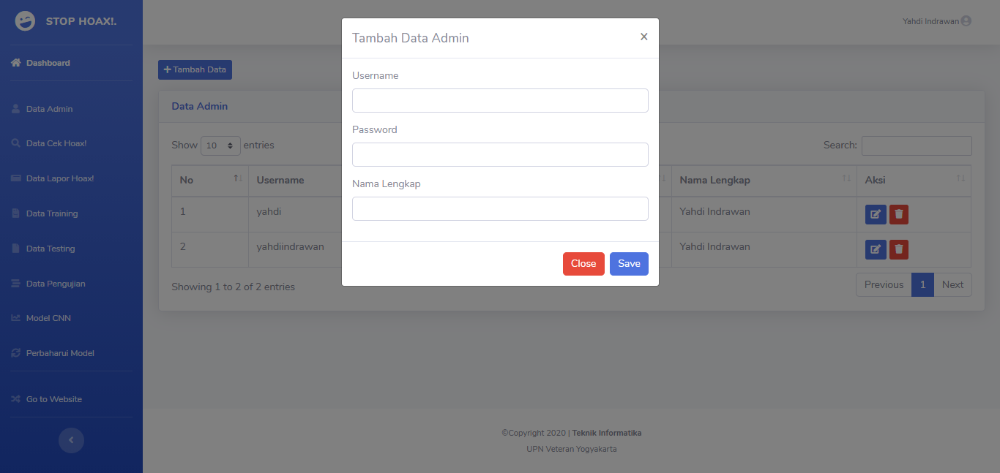 STOP HOAX!.
Yahdi Indrawan
Dashboard
Data Admin
Data Cek Hoax!
Data Lapor Hoax!
Data Training
Data Testing
Data Pengujian
Model CNN
Perbaharui Model
Go to Website
Tambah Data
Data Admin
Show 10 entries
Search:
No Username Nama Lengkap Aksi
1 yahdi Yahdi Indrawan
2 yahdiindrawan Yahdi Indrawan
Showing 1 to 2 of 2 entries
Previous 1 Next
Tambah Data Admin ×
Username
Password
Nama Lengkap
Close Save
©Copyright 2020 | Teknik Informatika
UPN Veteran Yogyakarta